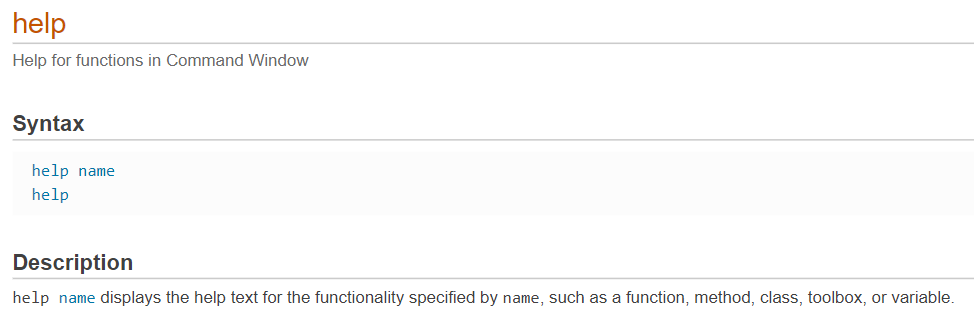 help
Help for functions in Command Window
Syntax
help name
help
Description
help name displays the help text for the functionality specified by name, such as a function, method, class, toolbox, or variable.